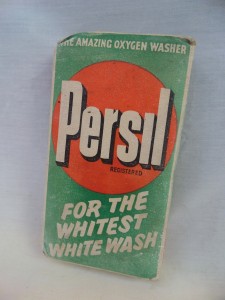 THE AMAZING OXYGEN WASHER
Persil
REGISTERED
FOR THE
WHITEST
WHITE WASH